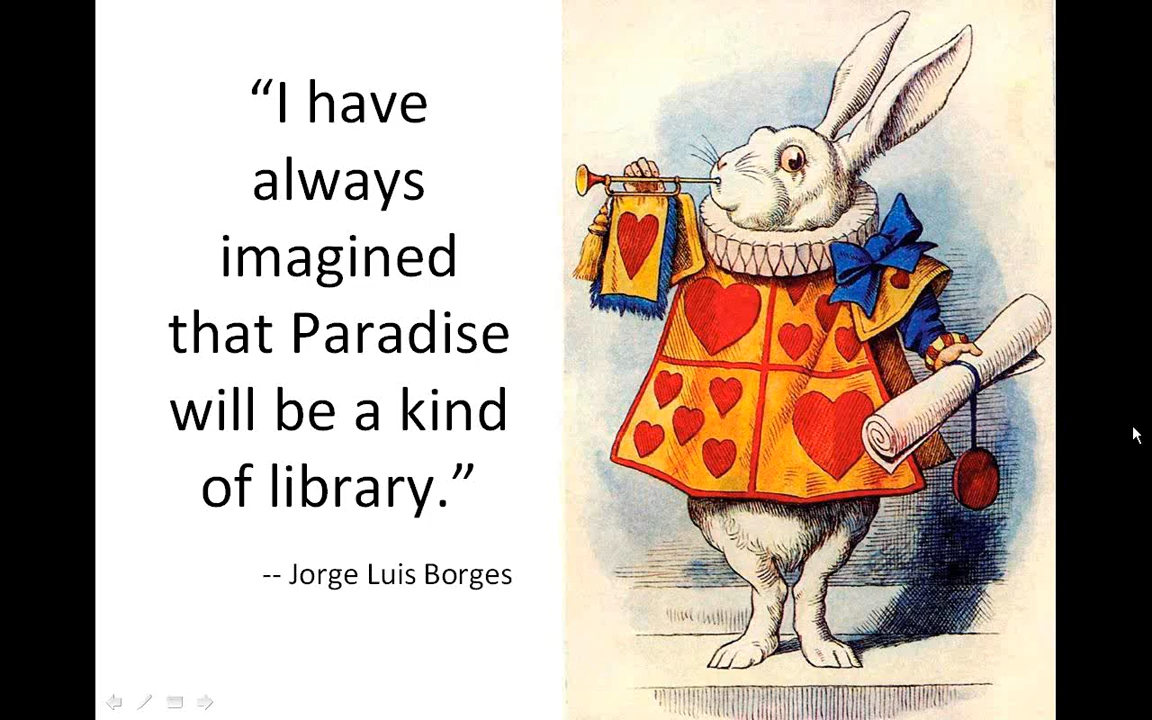 “I have
always
imagined
that Paradise
will be a kind
of library.”
-- Jorge Luis Borges